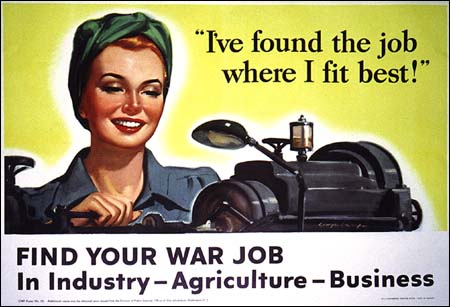 "I've found the job
where I fit best!"
FIND YOUR WAR JOB
In Industry – Agriculture – Business